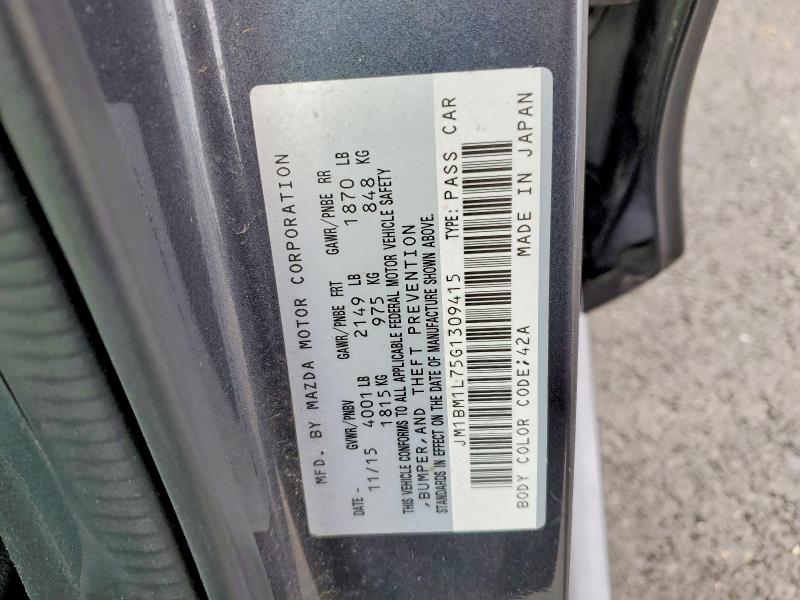 MFD. BY MAZDA MOTOR CORPORATION
DATE - GVWR/PNBV GAWR/PNBE FRT GAWR/PNBE RR
11/15 4001 LB 2149 LB 1870 LB
1815 KG 975 KG 848 KG
THIS VEHICLE CONFORMS TO ALL APPLICABLE FEDERAL MOTOR VEHICLE SAFETY
,BUMPER,AND THEFT PREVENTION
STANDARDS IN EFFECT ON THE DATE OF MANUFACTURE SHOWN ABOVE.
JM1BM1L75G1309415 TYPE: PASS CAR
BODY COLOR CODE;42A MADE IN JAPAN